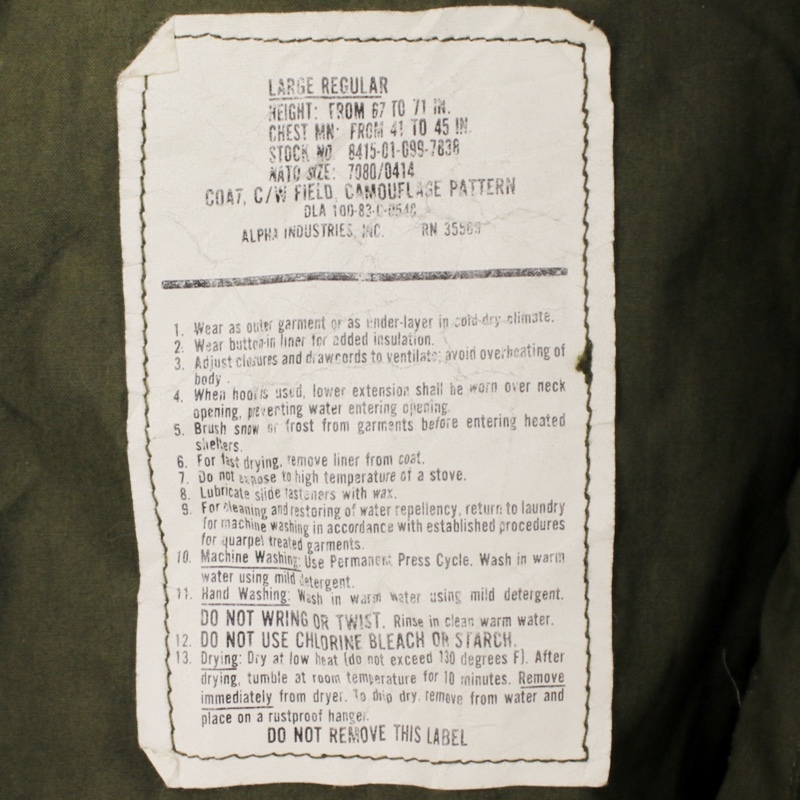 LARGE REGULAR
HEIGHT: FROM 67 TO 71 IN.
CHEST MN: FROM 41 TO 45 IN.
STOCK NO. 8415-01-099-7838
NATO SIZE: 7080/0414
COAT, C/W FIELD, CAMOUFLAGE PATTERN
DLA 100-83-C-0540
ALPHA INDUSTRIES, INC. RN
1. Wear as outer garment or as under-layer in cold-dry climate.
2. Wear button-in liner for added insulation.
3. Adjust closures and drawcords to ventilate; avoid overheating of
body.
4. When hood is used, lower extension shall be worn over neck
opening, preventing water entering opening.
5. Brush snow or frost from garments before entering heated
shelters.
6. For fast drying, remove liner from coat.
7. Do not expose to high temperature of a stove.
8. Lubricate slide fasteners with wax.
9. For cleaning and restoring of water repellency, return to laundry
for machine washing in accordance with established procedures
for quarpel treated garments.
10. Machine Washing: Use Permanent Press Cycle. Wash in warm
water using mild detergent.
11. Hand Washing: Wash in warm water using mild detergent.
DO NOT WRING OR TWIST. Rinse in clean warm water.
12. DO NOT USE CHLORINE BLEACH OR STARCH.
13. Drying: Dry at low heat (do not exceed 130 degrees F). After
drying, tumble at room temperature for 10 minutes. Remove
immediately from dryer. To drip dry, remove from water and
place on a rustproof hanger.
DO NOT REMOVE THIS LABEL